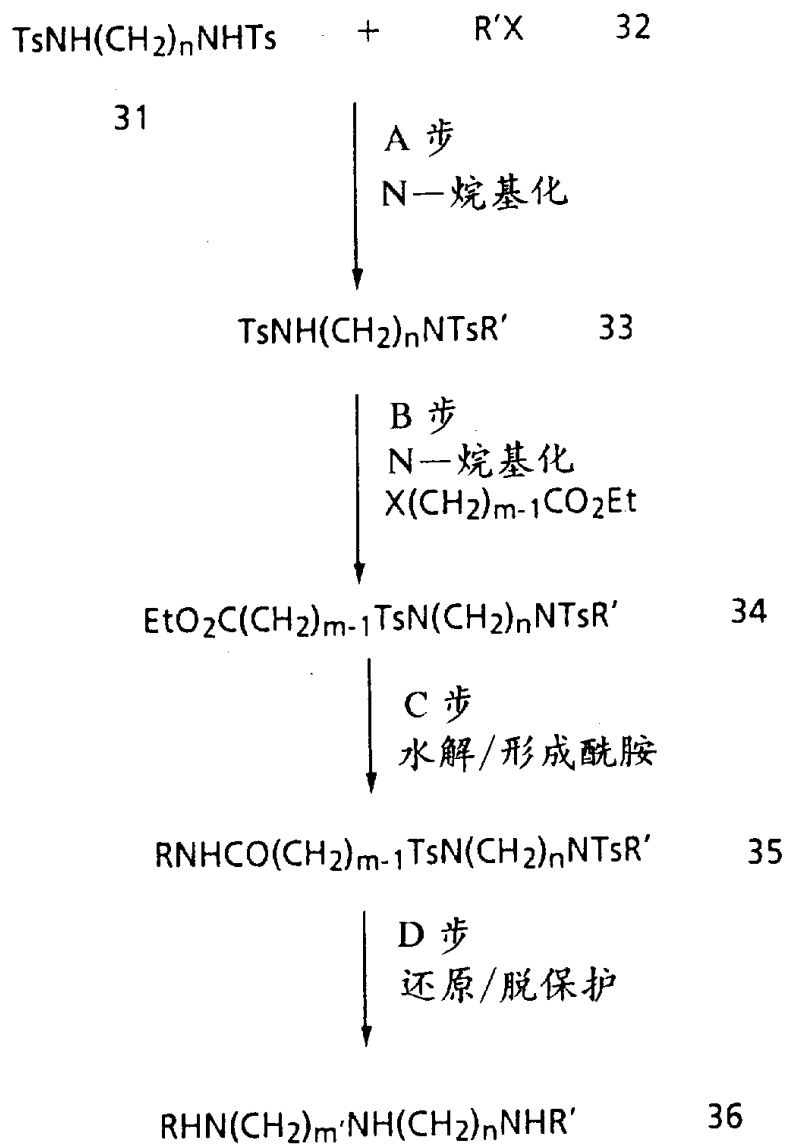 TsNH(CH2)nNHTs + R'X 32
31
A 步
N—烷基化
TsNH(CH2)nNTsR' 33
B 步
N—烷基化
X(CH2)m-1CO2Et
EtO2C(CH2)m-1TsN(CH2)nNTsR' 34
C 步
水解/形成酰胺
RNHCO(CH2)m-1TsN(CH2)nNTsR' 35
D 步
还原/脱保护
RHN(CH2)m'NH(CH2)nNHR' 36